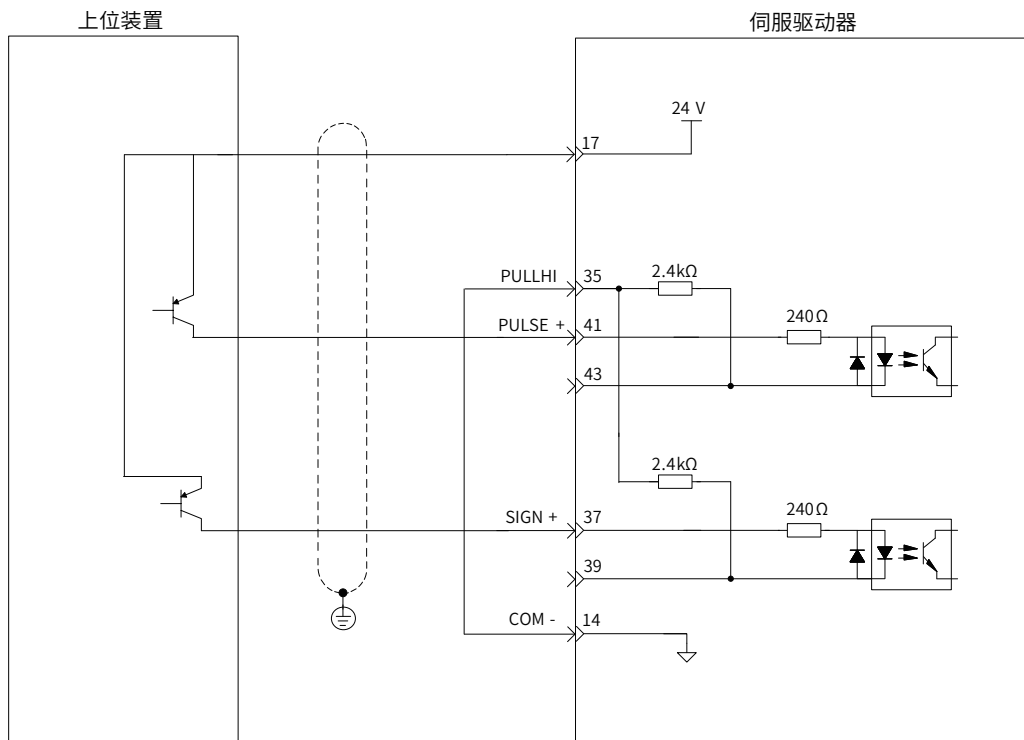 上位装置
伺服驱动器
24 V
17
PULLHI
35
2.4kΩ
PULSE +
41
240Ω
43
2.4kΩ
SIGN +
37
240Ω
39
COM -
14